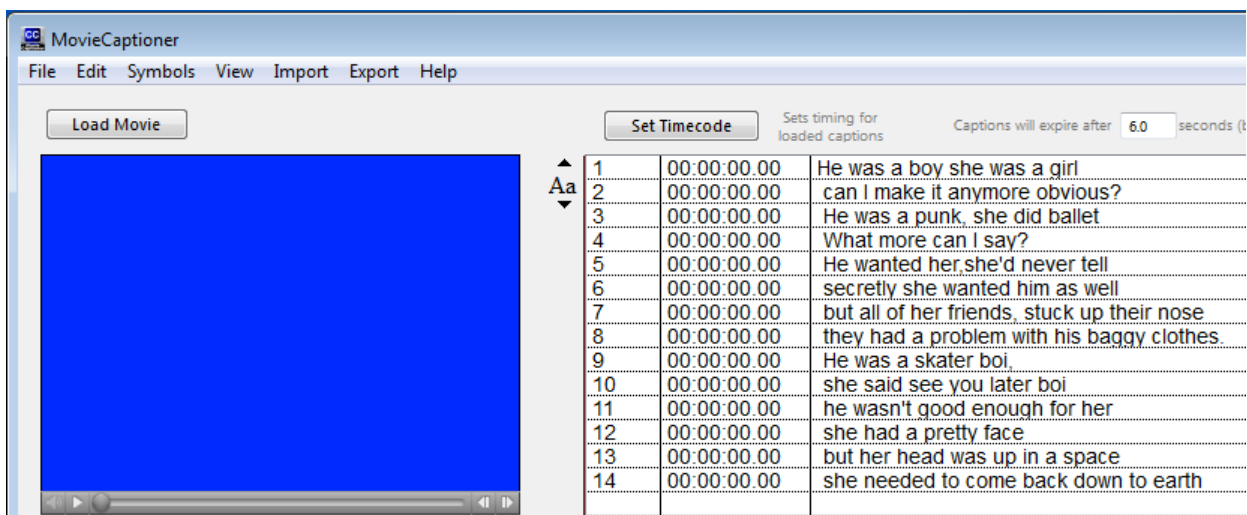 CC
MovieCaptioner
File Edit Symbols View Import Export Help
Load Movie
Set Timecode
Sets timing for
loaded captions
Captions will expire after 6.0 seconds (b
Aa
1 00:00:00.00 He was a boy she was a girl
2 00:00:00.00 can I make it anymore obvious?
3 00:00:00.00 He was a punk, she did ballet
4 00:00:00.00 What more can I say?
5 00:00:00.00 He wanted her,she'd never tell
6 00:00:00.00 secretly she wanted him as well
7 00:00:00.00 but all of her friends, stuck up their nose
8 00:00:00.00 they had a problem with his baggy clothes.
9 00:00:00.00 He was a skater boi,
10 00:00:00.00 she said see you later boi
11 00:00:00.00 he wasn't good enough for her
12 00:00:00.00 she had a pretty face
13 00:00:00.00 but her head was up in a space
14 00:00:00.00 she needed to come back down to earth